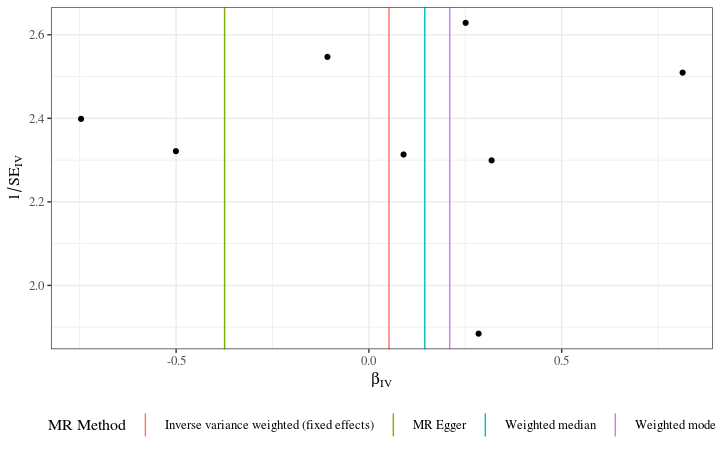 2.6
2.4
2.2
2.0
1/SE_IV
-0.5 0.0 0.5
β_IV
MR Method Inverse variance weighted (fixed effects) MR Egger Weighted median Weighted mode